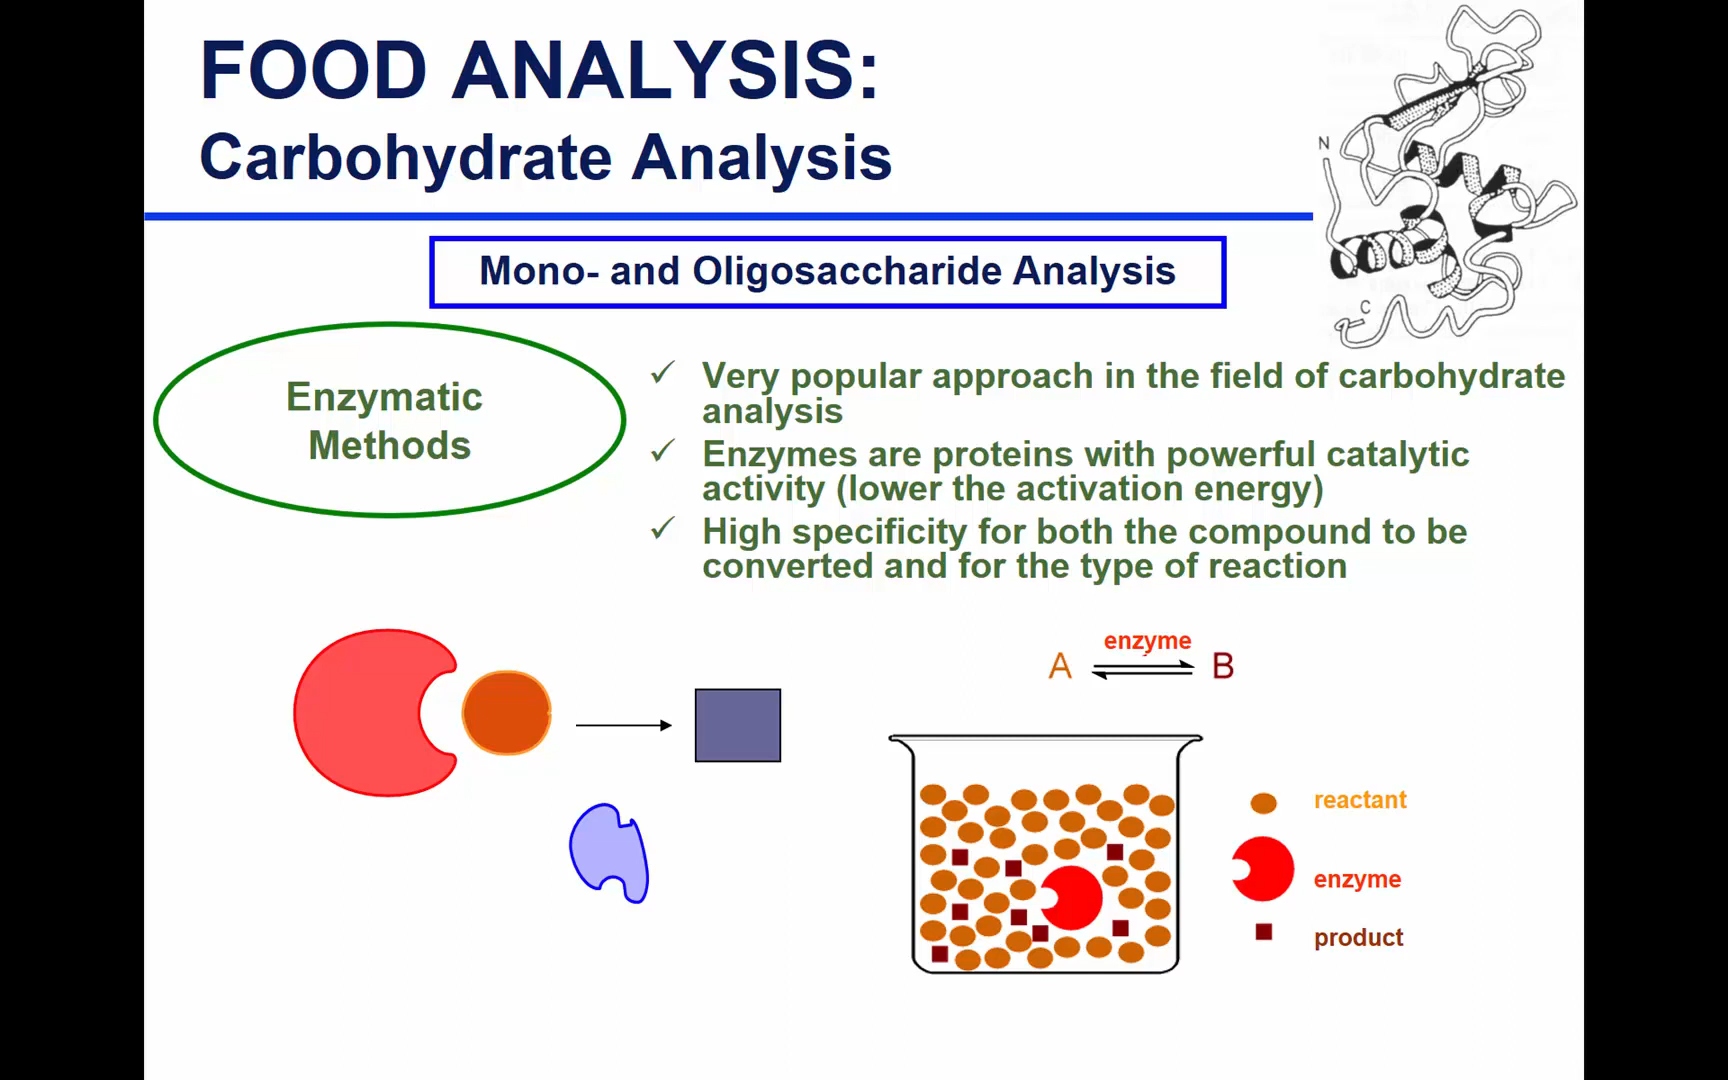 FOOD ANALYSIS:
Carbohydrate Analysis
N
C
Mono- and Oligosaccharide Analysis
Enzymatic
Methods
✓ Very popular approach in the field of carbohydrate
analysis
✓ Enzymes are proteins with powerful catalytic
activity (lower the activation energy)
✓ High specificity for both the compound to be
converted and for the type of reaction
enzyme
A ⇌ B
reactant
enzyme
product